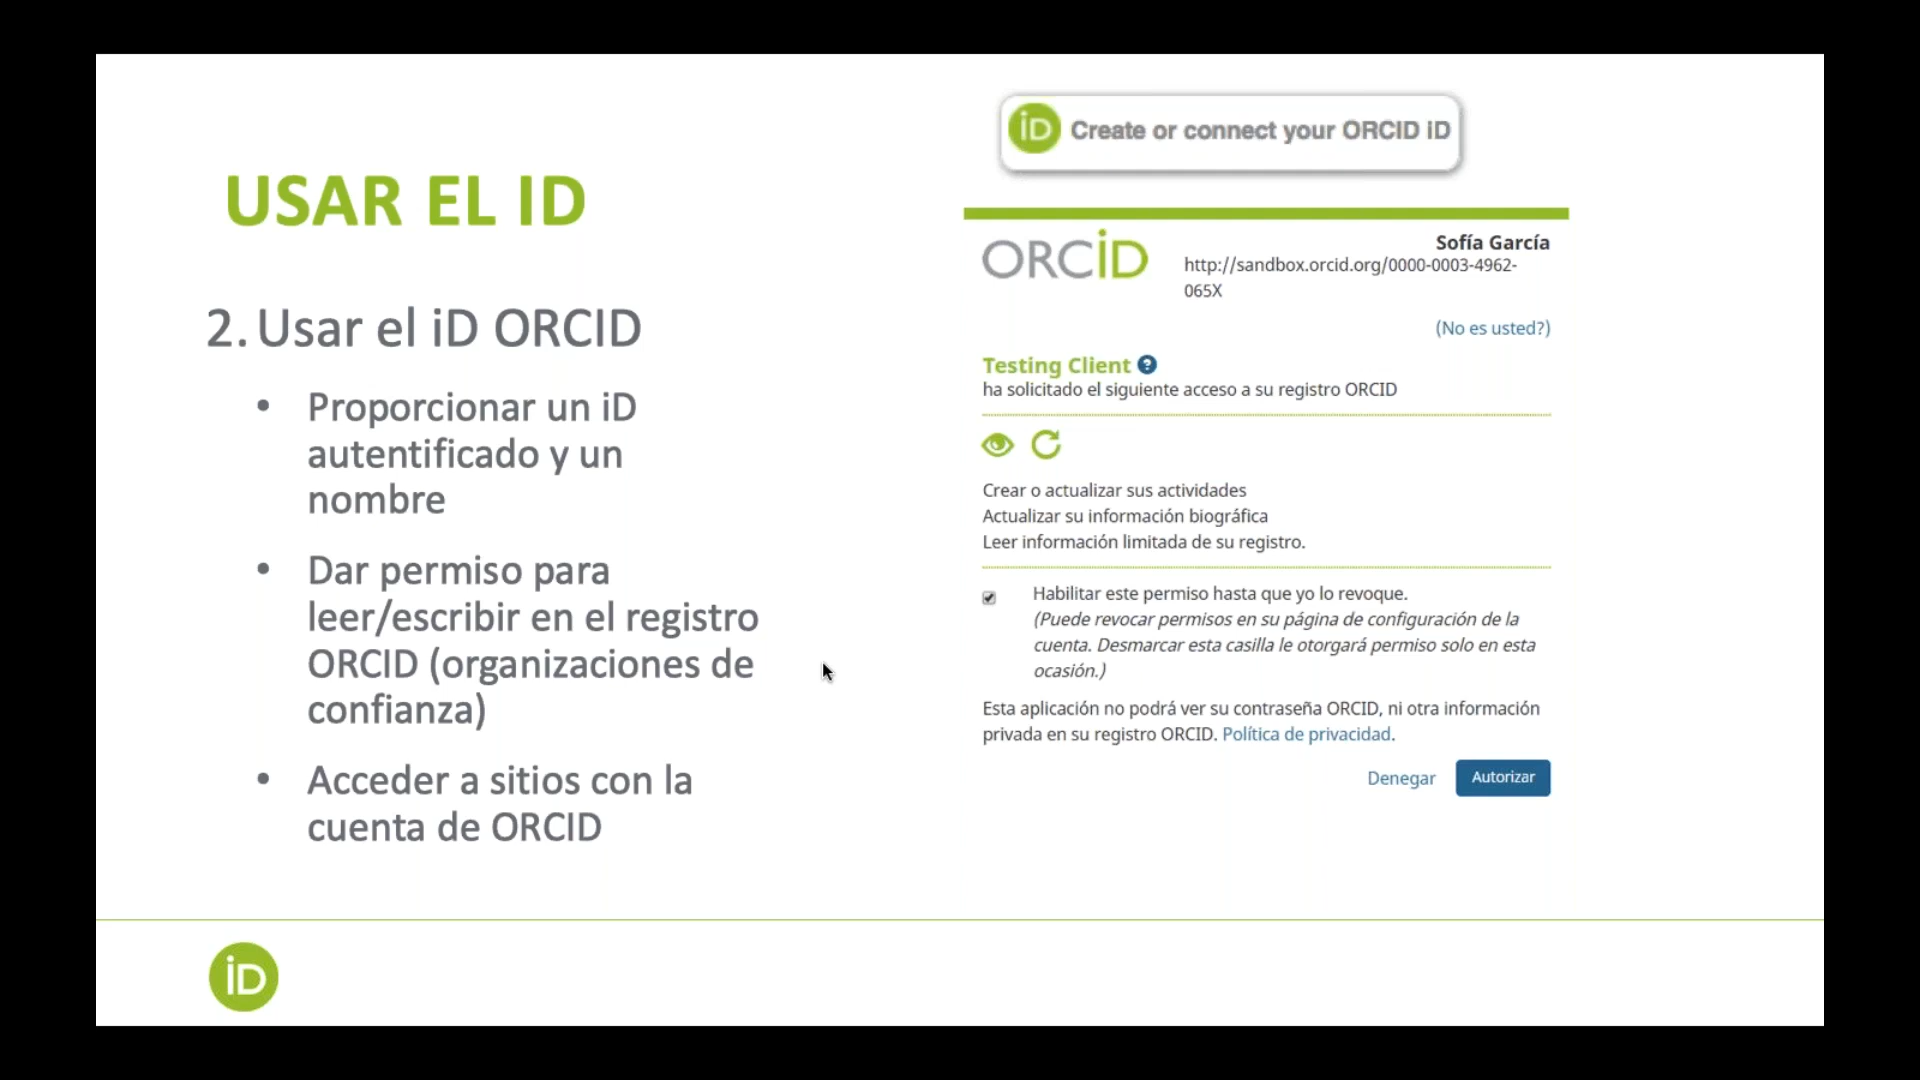 USAR EL ID
2. Usar el iD ORCID
• Proporcionar un iD
autentificado y un
nombre
• Dar permiso para
leer/escribir en el registro
ORCID (organizaciones de
confianza)
• Acceder a sitios con la
cuenta de ORCID
iD Create or connect your ORCID iD
ORCiD
Sofía García
http://sandbox.orcid.org/0000-0003-4962-
065X
(No es usted?)
Testing Client ?
ha solicitado el siguiente acceso a su registro ORCID
Crear o actualizar sus actividades
Actualizar su información biográfica
Leer información limitada de su registro.
Habilitar este permiso hasta que yo lo revoque.
(Puede revocar permisos en su página de configuración de la
cuenta. Desmarcar esta casilla le otorgará permiso solo en esta
ocasión.)
Esta aplicación no podrá ver su contraseña ORCID, ni otra información
privada en su registro ORCID. Política de privacidad.
Denegar Autorizar
iD